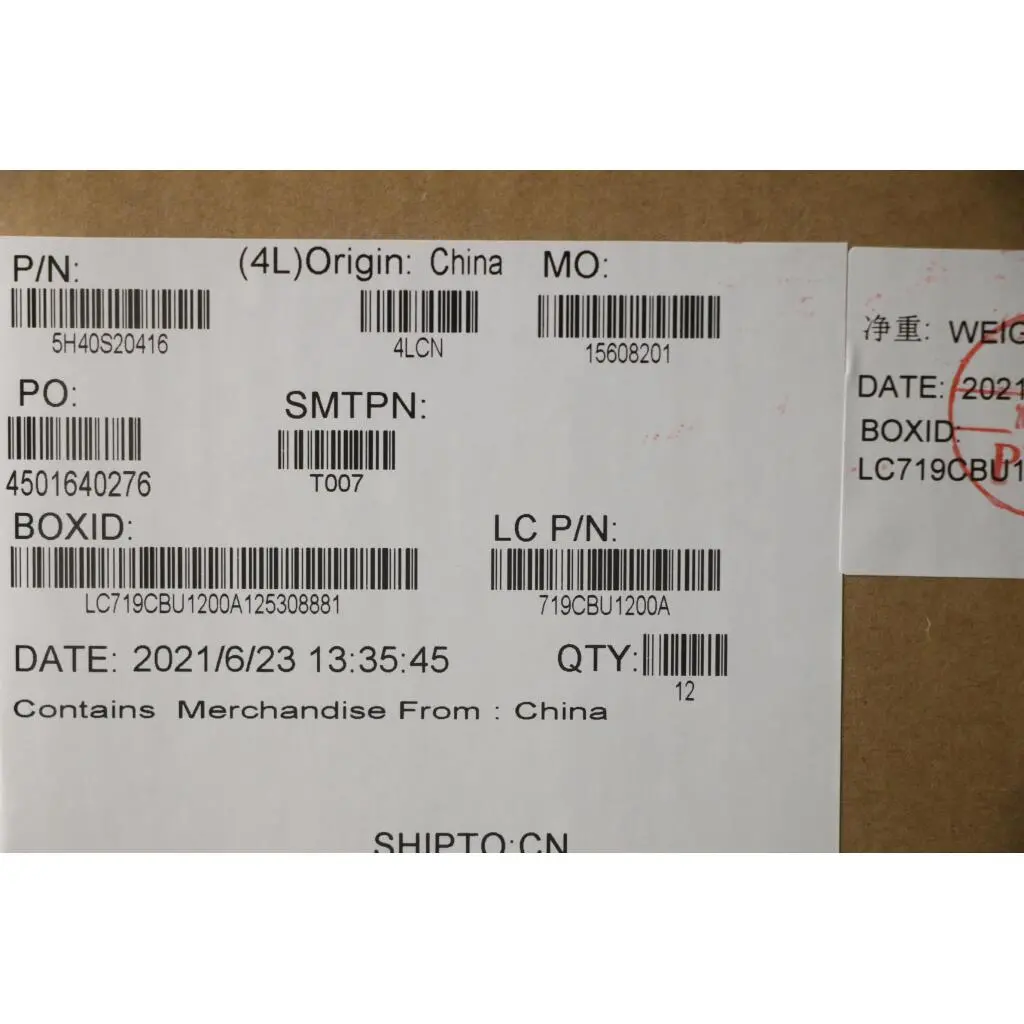 P/N:
5H40S20416
(4L)Origin: China
4LCN
MO:
15608201
PO:
4501640276
SMTPN:
T007
BOXID:
LC719CBU1200A125308881
LC P/N:
719CBU1200A
DATE: 2021/6/23 13:35:45
QTY:
12
Contains Merchandise From : China
SHIPTO:CN
净重: WEIG
DATE: 2021
BOXID:
LC719CBU1